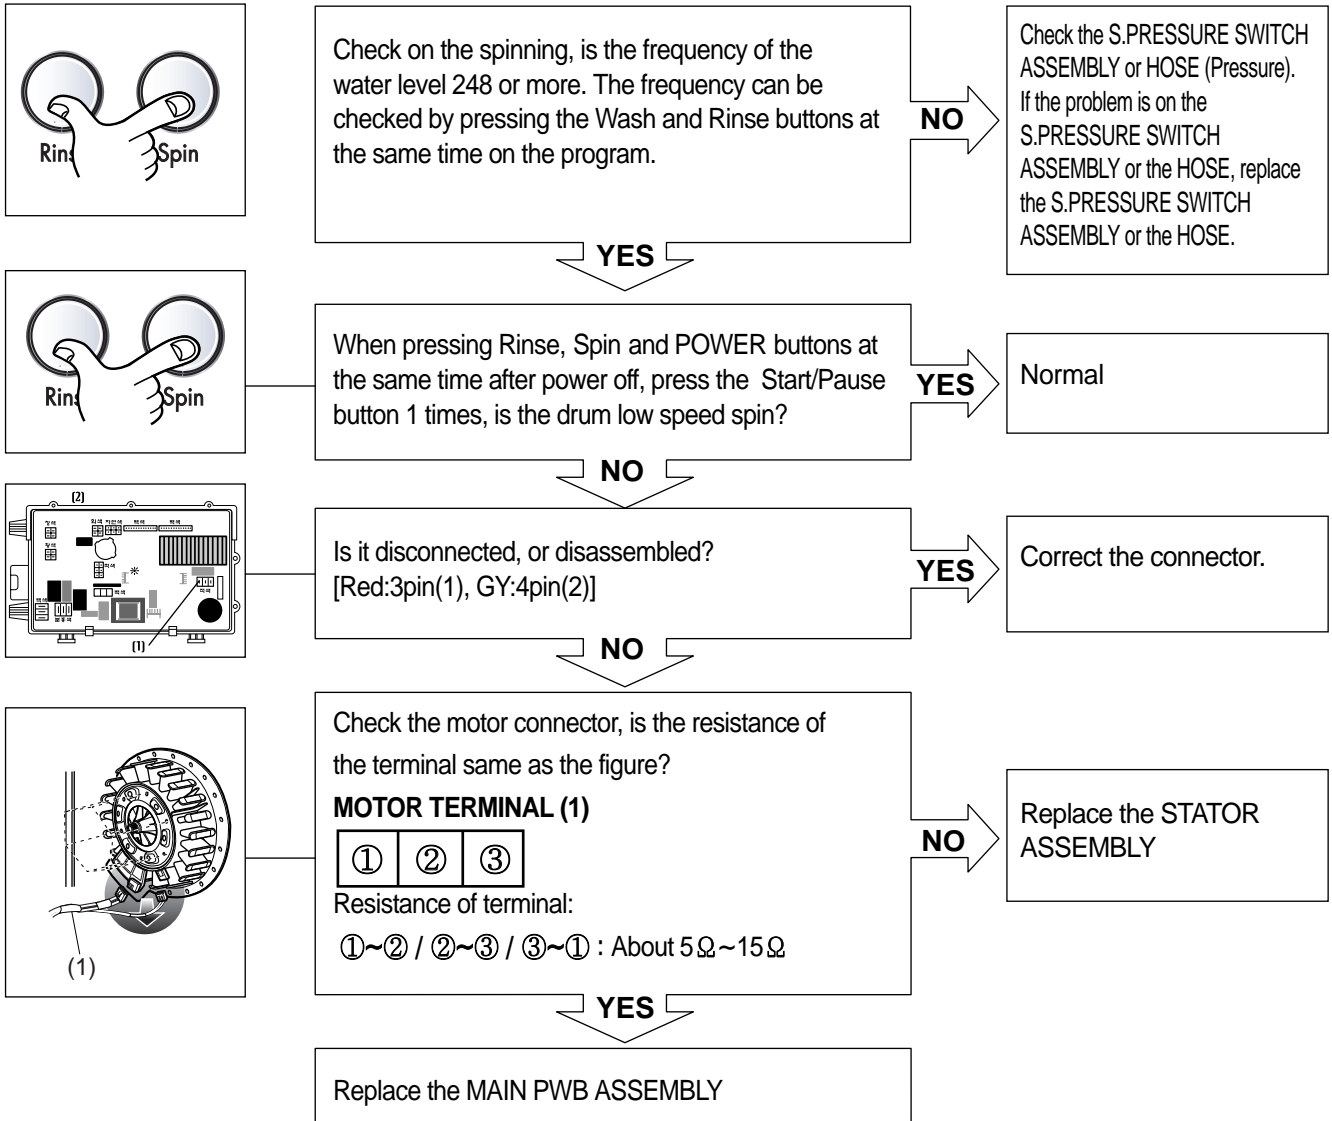 Rins Spin
Check on the spinning, is the frequency of the
water level 248 or more. The frequency can be
checked by pressing the Wash and Rinse buttons at
the same time on the program.
NO
Check the S.PRESSURE SWITCH
ASSEMBLY or HOSE (Pressure).
If the problem is on the
S.PRESSURE SWITCH
ASSEMBLY or the HOSE, replace
the S.PRESSURE SWITCH
ASSEMBLY or the HOSE.
YES
Rins Spin
When pressing Rinse, Spin and POWER buttons at
the same time after power off, press the Start/Pause
button 1 times, is the drum low speed spin?
YES
Normal
NO
(2)
(1)
Is it disconnected, or disassembled?
[Red:3pin(1), GY:4pin(2)]
YES
Correct the connector.
NO
(1)
Check the motor connector, is the resistance of
the terminal same as the figure?
MOTOR TERMINAL (1)
① ② ③
Resistance of terminal:
①~② / ②~③ / ③~① : About 5Ω~15Ω
NO
Replace the STATOR
ASSEMBLY
YES
Replace the MAIN PWB ASSEMBLY